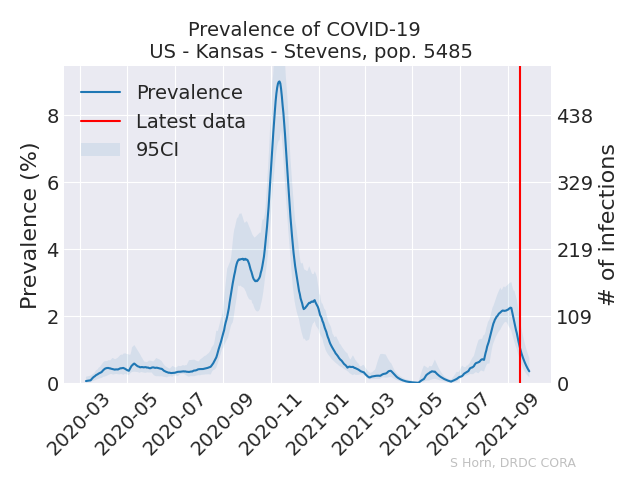 Prevalence of COVID-19
US - Kansas - Stevens, pop. 5485
Prevalence
Latest data
95CI
Prevalence (%)
8
6
4
2
0
438
329
219
109
0
# of infections
2020-03
2020-05
2020-07
2020-09
2020-11
2021-01
2021-03
2021-05
2021-07
2021-09
S Horn, DRDC CORA